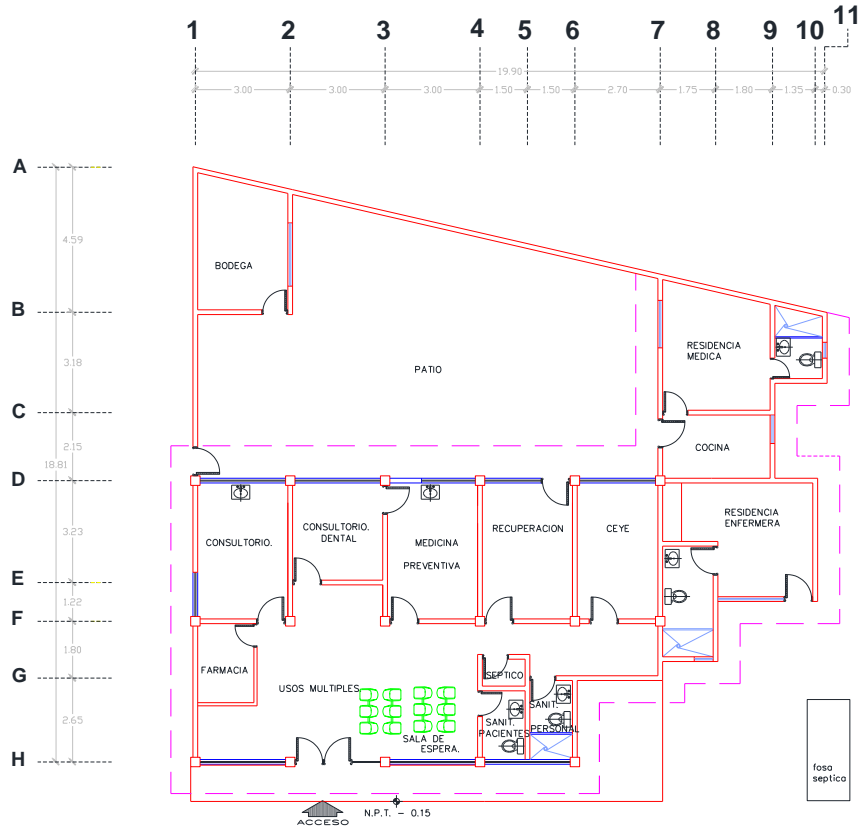 1 2 3 4 5 6 7 8 9 10 11
19.90
3.00 3.00 3.00 1.50 1.50 2.70 1.75 1.80 1.35 0.30
A
4.59
BODEGA
B
3.18
RESIDENCIA
MEDICA
PATIO
C
COCINA
2.15
18.81
D
3.23
RESIDENCIA
ENFERMERA
CONSULTORIO.
CONSULTORIO.
DENTAL
MEDICINA
PREVENTIVA
RECUPERACION
CEYE
E
1.22
F
1.80
FARMACIA
SEPTICO
G
USOS MULTIPLES
2.65
SANIT.
PACIENTES
SANIT.
PERSONAL
SALA DE
ESPERA.
H
fosa
septica
N.P.T. - 0.15
ACCESO